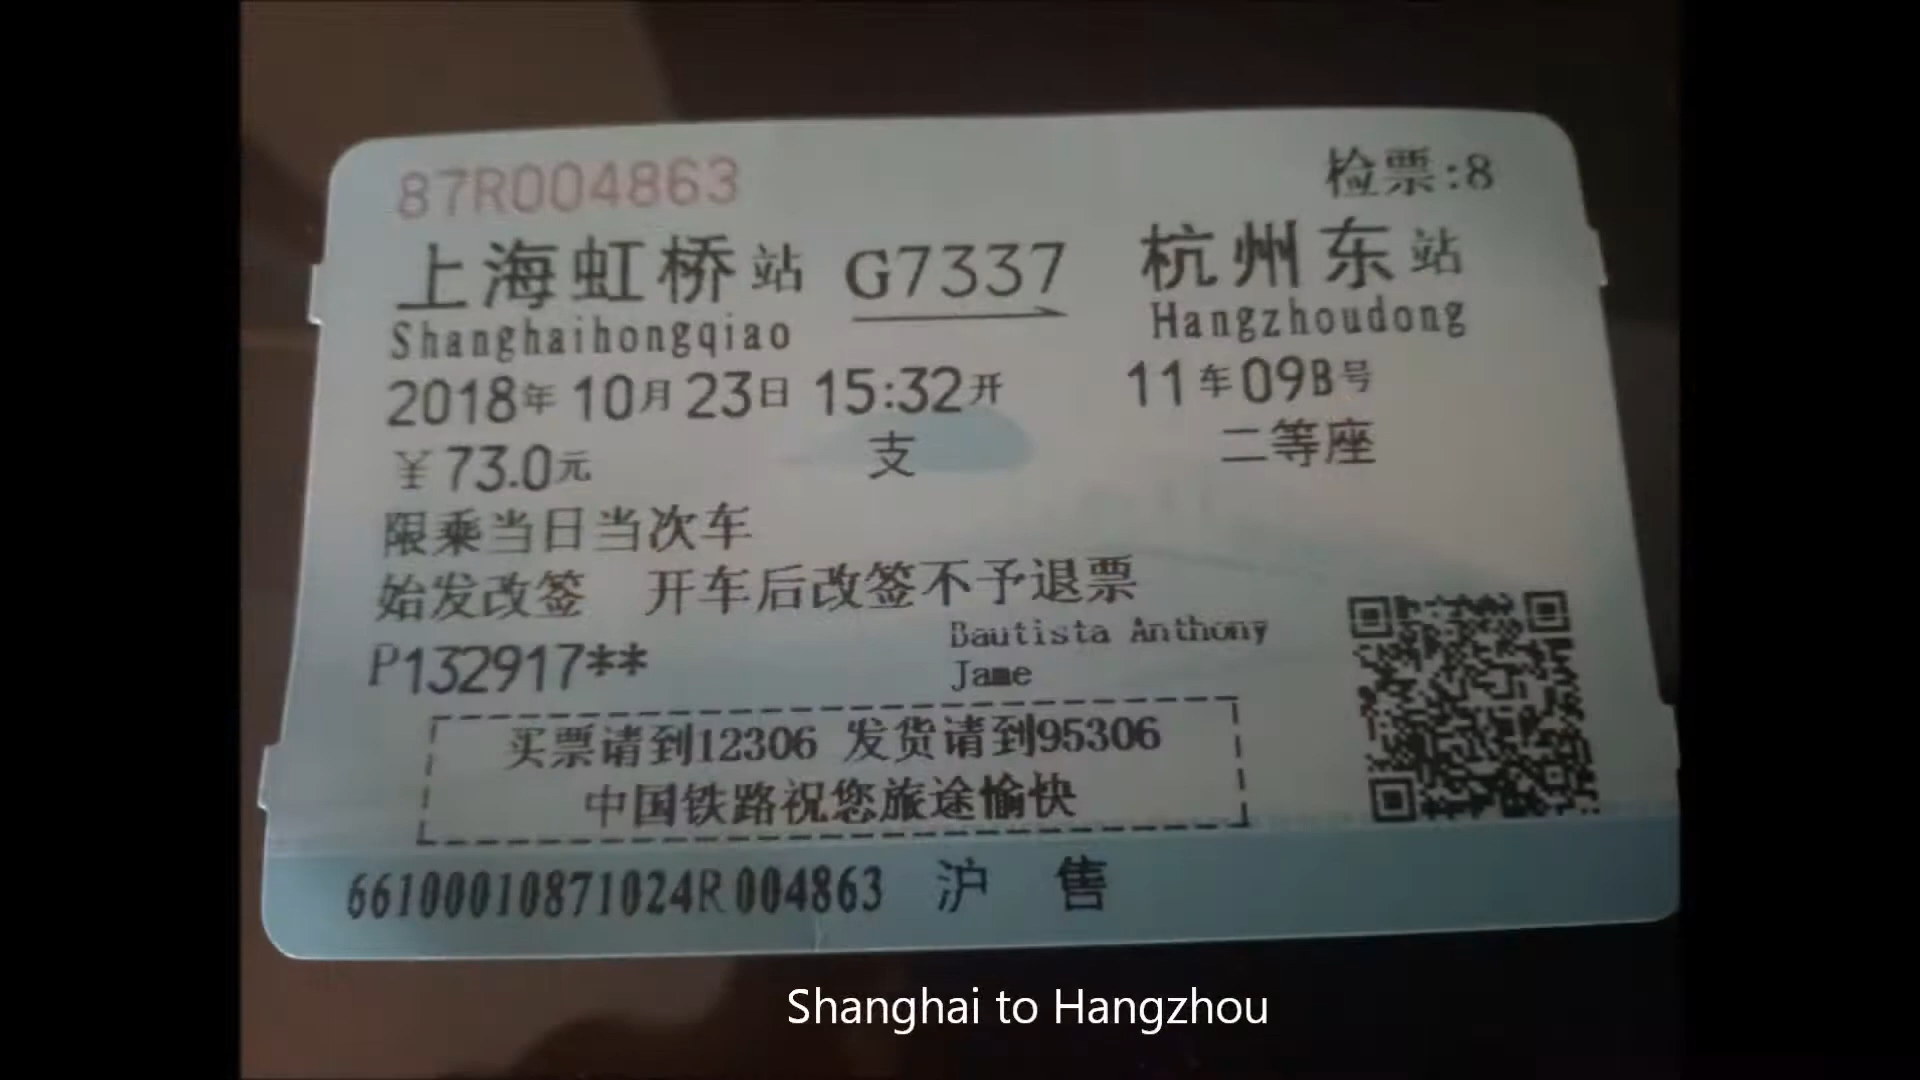 87R004863 检票:8
上海虹桥站 G7337 杭州东站
Shanghaihongqiao Hangzhoudong
2018年10月23日 15:32开 11车09B号
¥73.0元 支 二等座
限乘当日当次车
始发改签 开车后改签不予退票
Bautista Anthony
P132917** Jame
买票请到12306 发货请到95306
中国铁路祝您旅途愉快
66100010871024R004863 沪 售
Shanghai to Hangzhou